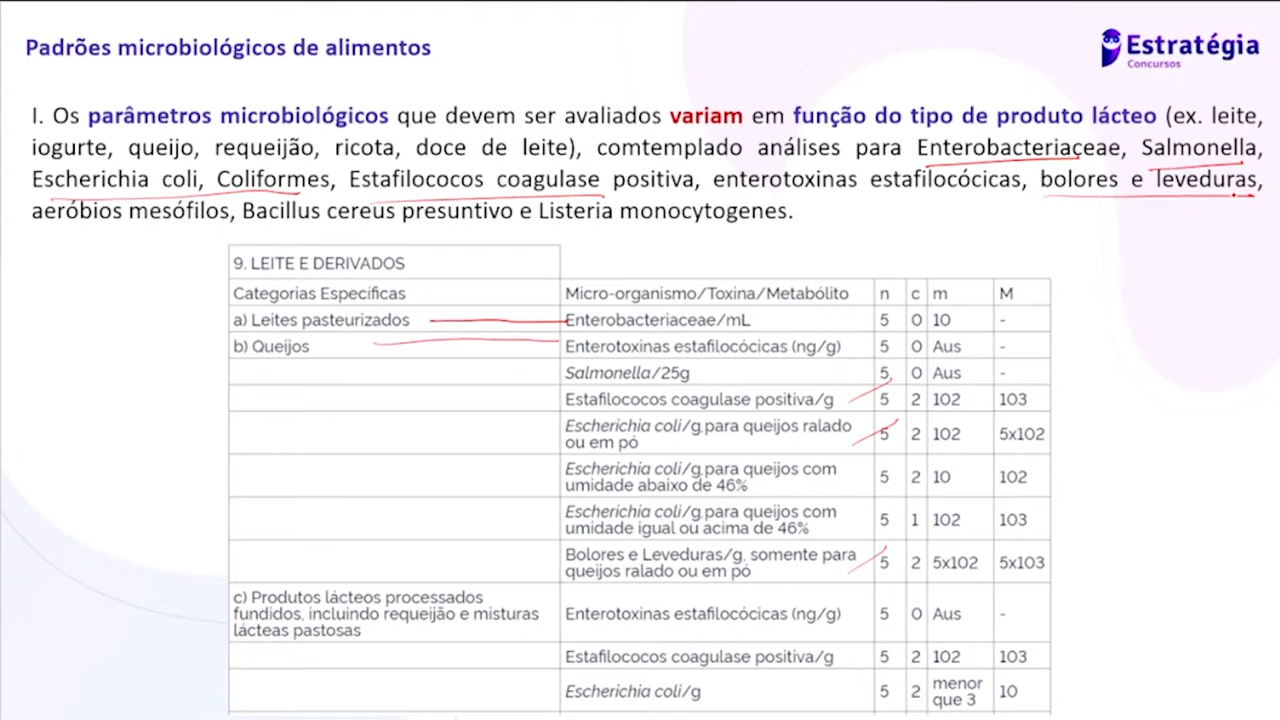 Padrões microbiológicos de alimentos
Estratégia
Concursos
I. Os parâmetros microbiológicos que devem ser avaliados variam em função do tipo de produto lácteo (ex. leite,
iogurte, queijo, requeijão, ricota, doce de leite), comtemplado análises para Enterobacteriaceae, Salmonella,
Escherichia coli, Coliformes, Estafilococos coagulase positiva, enterotoxinas estafilocócicas, bolores e leveduras,
aeróbios mesófilos, Bacillus cereus presuntivo e Listeria monocytogenes.
9. LEITE E DERIVADOS
Categorias Específicas Micro-organismo/Toxina/Metabólito n c m M
a) Leites pasteurizados Enterobacteriaceae/mL 5 0 10 -
b) Queijos Enterotoxinas estafilocócicas (ng/g) 5 0 Aus -
Salmonella/25g 5 0 Aus -
Estafilococos coagulase positiva/g 5 2 102 103
Escherichia coli/g, para queijos ralado
ou em pó 5 2 102 5x102
Escherichia coli/g, para queijos com
umidade abaixo de 46% 5 2 10 102
Escherichia coli/g, para queijos com
umidade igual ou acima de 46% 5 1 102 103
Bolores e Leveduras/g, somente para
queijos ralado ou em pó 5 2 5x102 5x103
c) Produtos lácteos processados
fundidos, incluindo requeijão e misturas
lácteas pastosas Enterotoxinas estafilocócicas (ng/g) 5 0 Aus -
Estafilococos coagulase positiva/g 5 2 102 103
Escherichia coli/g 5 2 menor
que 3 10